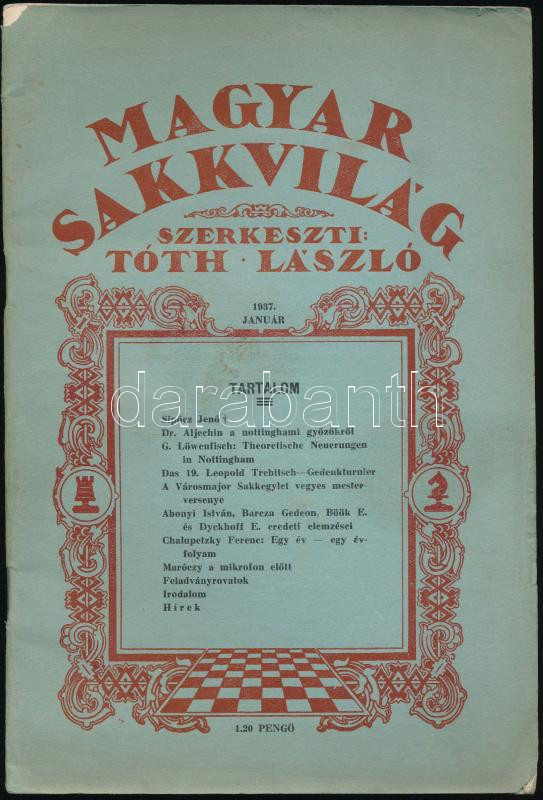 MAGYAR
SAKKVILÁG
SZERKESZTI:
TÓTH · LÁSZLÓ
1937.
JANUÁR
TARTALOM
Sipőcz Jenő †
Dr. Aljechin a nottinghami győzőkről
G. Löwenfisch: Theoretische Neuerungen
in Nottingham
Das 19. Leopold Trebitsch—Gedenkturnier
A Városmajor Sakkegylet vegyes mester-
versenye
Abonyi István, Barcza Gedeon, Böök E.
és Dyckhoff E. eredeti elemzései
Chalupetzky Ferenc: Egy év — egy év-
folyam
Maróczy a mikrofon előtt
Feladványrovatok
Irodalom
Hírek
darabanth
1.20 PENGŐ